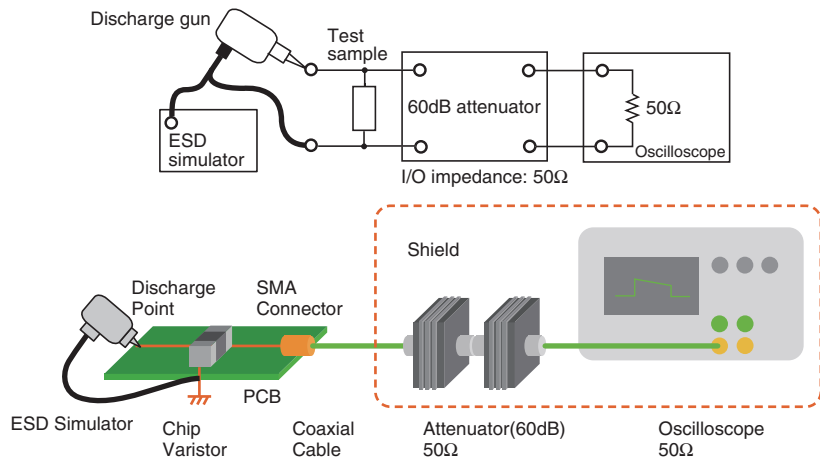 Discharge gun
Test
sample
60dB attenuator
50Ω
ESD
simulator
Oscilloscope
I/O impedance: 50Ω
Shield
Discharge
Point
SMA
Connector
PCB
ESD Simulator
Chip
Varistor
Coaxial
Cable
Attenuator(60dB)
50Ω
Oscilloscope
50Ω